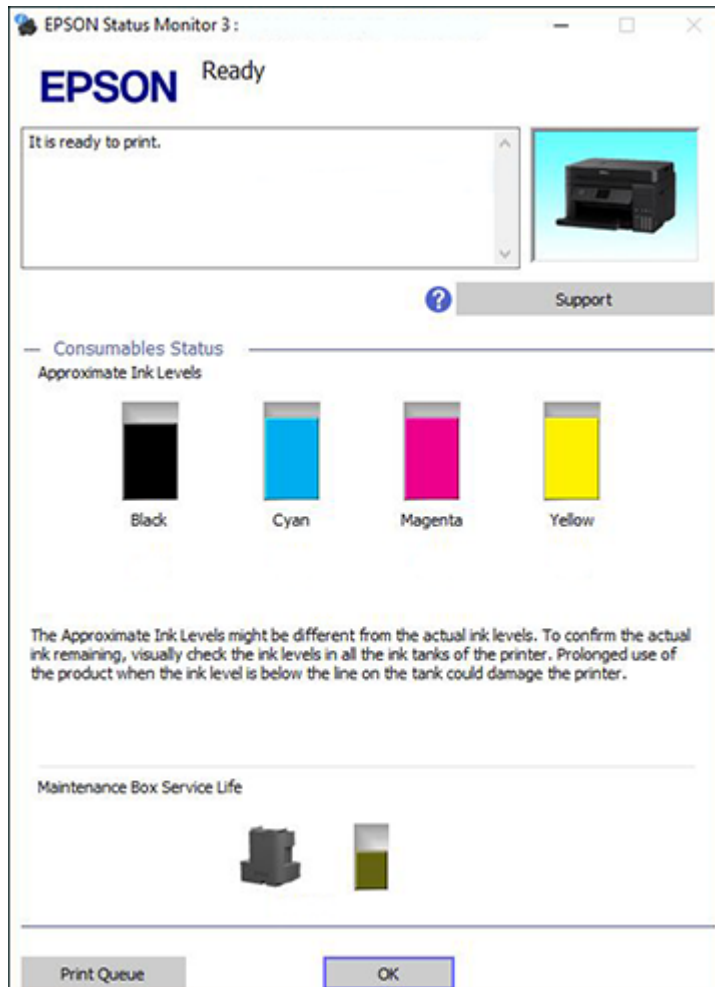 EPSON Status Monitor 3 :
EPSON
Ready
It is ready to print.
Support
Consumables Status
Approximate Ink Levels
Black Cyan Magenta Yellow
The Approximate Ink Levels might be different from the actual ink levels. To confirm the actual
ink remaining, visually check the ink levels in all the ink tanks of the printer. Prolonged use of
the product when the ink level is below the line on the tank could damage the printer.
Maintenance Box Service Life
Print Queue OK